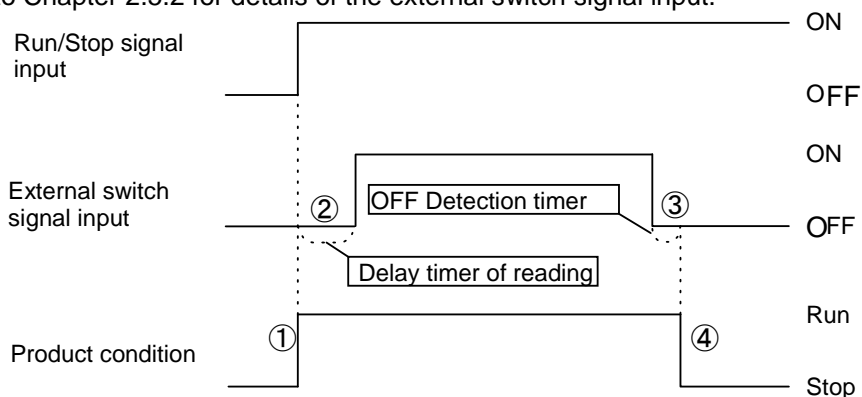 to Chapter 2.5.2 for details of the external switch signal input.
ON
Run/Stop signal
input
OFF
ON
External switch
signal input
②
OFF Detection timer
③
OFF
Delay timer of reading
Run
①
④
Product condition
Stop